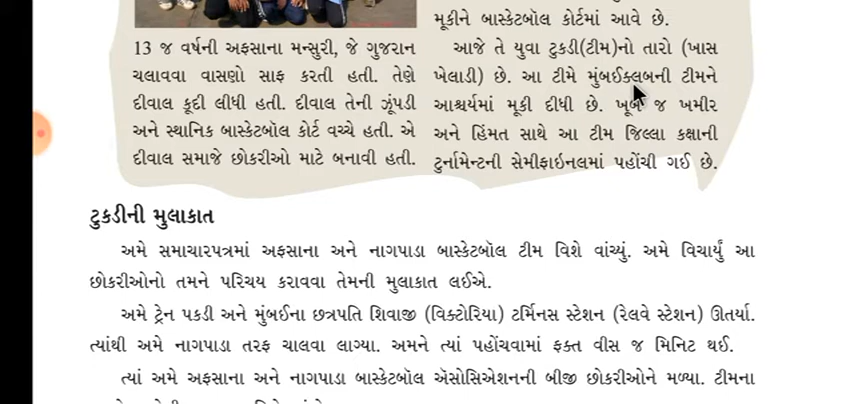 13 જ વર્ષની અફસાના મન્સુરી, જે ગુજરાન
ચલાવવા વાસણો સાફ કરતી હતી. તેણે
દીવાલ કૂદી લીધી હતી. દીવાલ તેની ઝૂંપડી
અને સ્થાનિક બાસ્કેટબૉલ કોર્ટ વચ્ચે હતી. એ
દીવાલ સમાજે છોકરીઓ માટે બનાવી હતી.
મૂકીને બાસ્કેટબૉલ કોર્ટમાં આવે છે.
આજે તે યુવા ટુકડી(ટીમ)નો તારો (ખાસ
ખેલાડી) છે. આ ટીમે મુંબઈક્લબની ટીમને
આશ્ચર્યમાં મૂકી દીધી છે. ખૂબ જ ખમીર
અને હિંમત સાથે આ ટીમ જિલ્લા કક્ષાની
ટુર્નામેન્ટની સેમીફાઇનલમાં પહોંચી ગઈ છે.
ટુકડીની મુલાકાત
અમે સમાચારપત્રમાં અફસાના અને નાગપાડા બાસ્કેટબૉલ ટીમ વિશે વાંચ્યું. અમે વિચાર્યું આ
છોકરીઓનો તમને પરિચય કરાવવા તેમની મુલાકાત લઈએ.
અમે ટ્રેન પકડી અને મુંબઈના છત્રપતિ શિવાજી (વિક્ટોરિયા) ટર્મિનસ સ્ટેશન (રેલવે સ્ટેશન) ઊતર્યા.
ત્યાંથી અમે નાગપાડા તરફ ચાલવા લાગ્યા. અમને ત્યાં પહોંચવામાં ફક્ત વીસ જ મિનિટ થઈ.
ત્યાં અમે અફસાના અને નાગપાડા બાસ્કેટબૉલ ઍસોસિએશનની બીજી છોકરીઓને મળ્યા. ટીમના